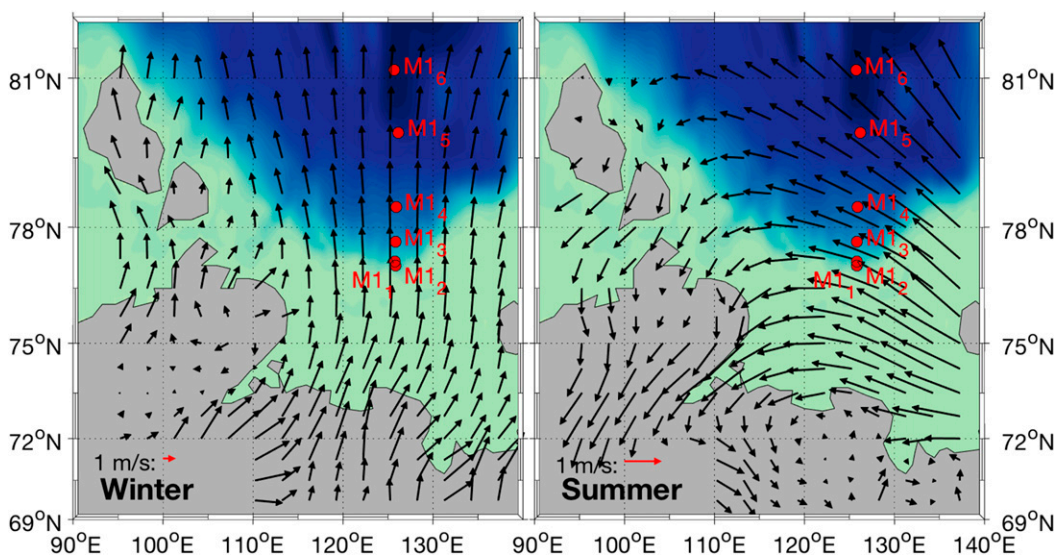 81°N
78°N
75°N
72°N
69°N
M1₆
M1₅
M1₄
M1₃
M1₁
M1₂
1 m/s:
Winter
90°E
100°E
110°E
120°E
130°E
M1₆
M1₅
M1₄
M1₃
M1₁
M1₂
1 m/s:
Summer
90°E
100°E
110°E
120°E
130°E
140°E
81°N
78°N
75°N
72°N
69°N